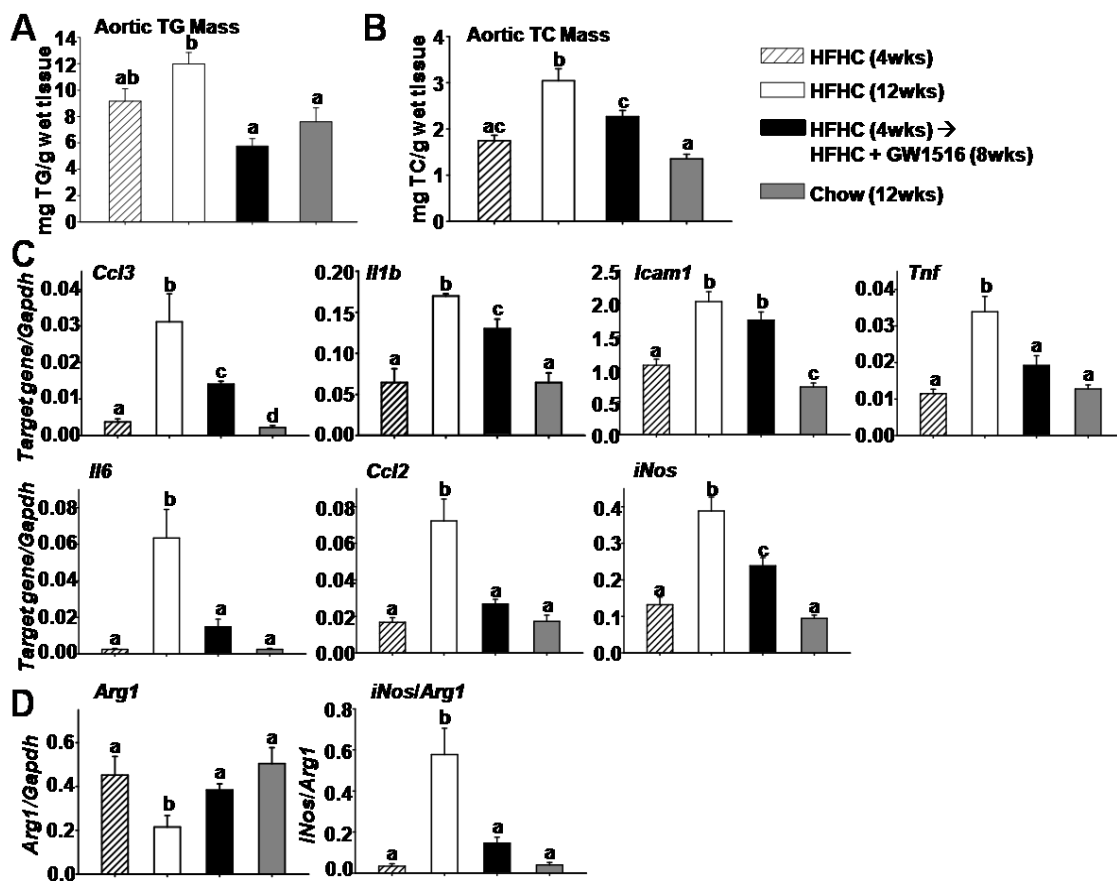 A
Aortic TG Mass
mg TG/g wet tissue
14
12
10
8
6
4
2
0
ab
b
a
a
B
Aortic TC Mass
mg TC/g wet tissue
4
3
2
1
0
ac
b
c
a
HFHC (4wks)
HFHC (12wks)
HFHC (4wks) →
HFHC + GW1516 (8wks)
Chow (12wks)
C
Ccl3
Target gene/Gapdh
0.04
0.03
0.02
0.01
0.00
a
b
c
d
Il1b
0.20
0.15
0.10
0.05
0.00
a
b
c
a
Icam1
2.5
2.0
1.5
1.0
0.5
0.0
a
b
b
c
Tnf
0.04
0.03
0.02
0.01
0.00
a
b
a
a
Il6
Target gene/Gapdh
0.08
0.06
0.04
0.02
0.00
a
b
a
a
Ccl2
0.08
0.06
0.04
0.02
0.00
a
b
a
a
iNos
0.4
0.3
0.2
0.1
0.0
a
b
c
a
D
Arg1
Arg1/Gapdh
0.6
0.4
0.2
0.0
a
b
a
a
iNos/Arg1
iNos/Arg1
0.8
0.6
0.4
0.2
0.0
a
b
a
a